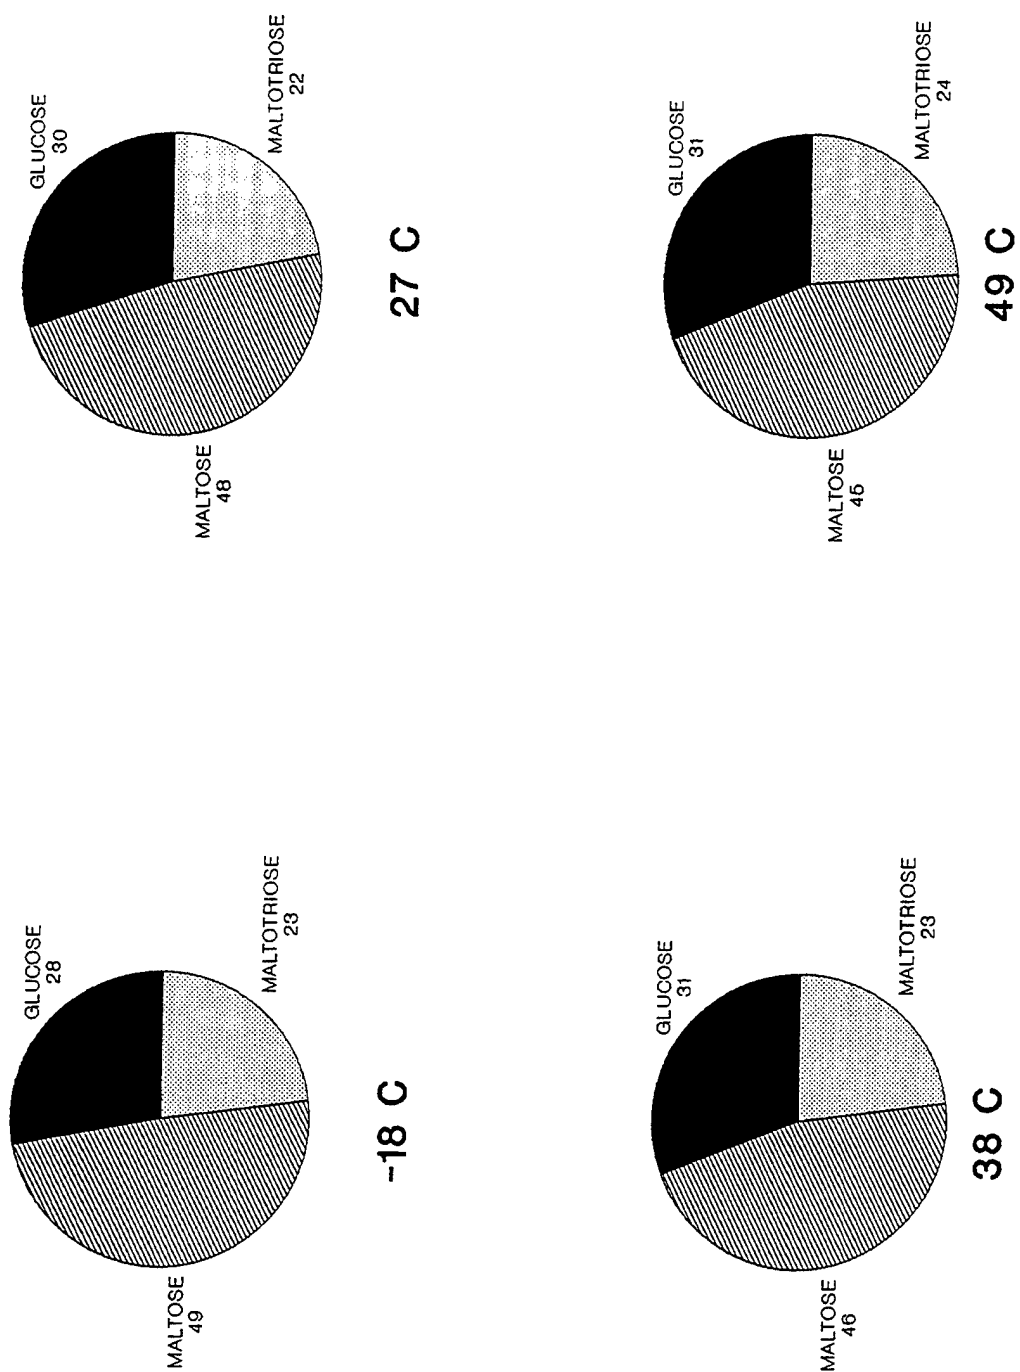 GLUCOSE
28
MALTOSE
49
MALTOTRIOSE
23
-18 C
GLUCOSE
30
MALTOSE
48
MALTOTRIOSE
22
27 C
GLUCOSE
31
MALTOSE
46
MALTOTRIOSE
23
38 C
GLUCOSE
31
MALTOSE
45
MALTOTRIOSE
24
49 C